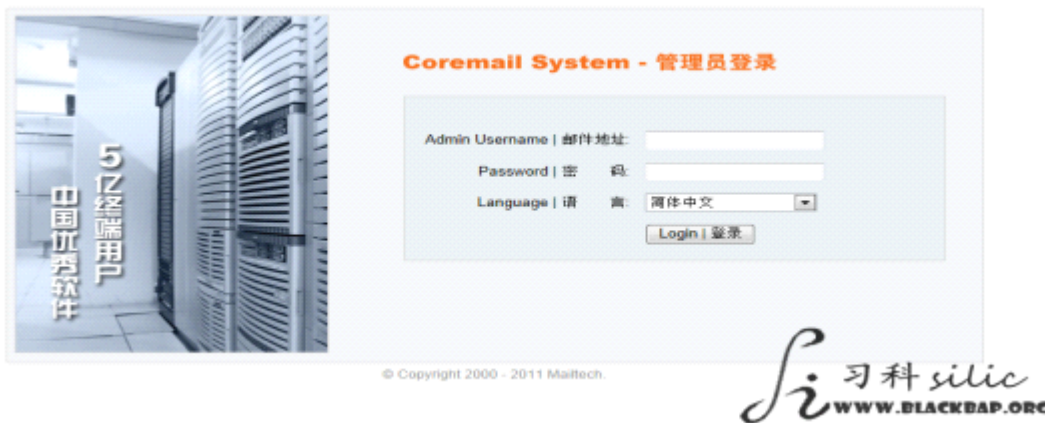 Coremail System - 管理员登录
5亿终端用户
中国优秀软件
Admin Username | 邮件地址:
Password | 密 码:
Language | 语 言: 简体中文
Login | 登录
© Copyright 2000 - 2011 Mailtech.
习科 silic
WWW.BLACKBAP.ORG